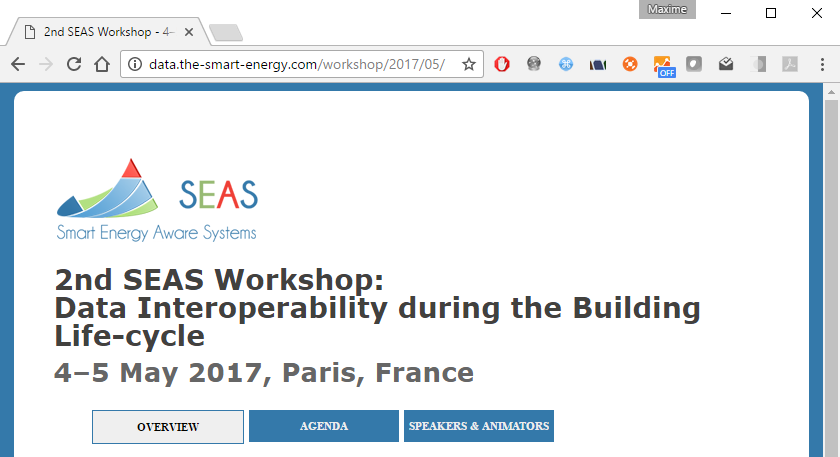 Maxime
2nd SEAS Workshop - 4–
data.the-smart-energy.com/workshop/2017/05/
OFF
SEAS
Smart Energy Aware Systems
2nd SEAS Workshop:
Data Interoperability during the Building
Life-cycle
4–5 May 2017, Paris, France
OVERVIEW
AGENDA
SPEAKERS & ANIMATORS